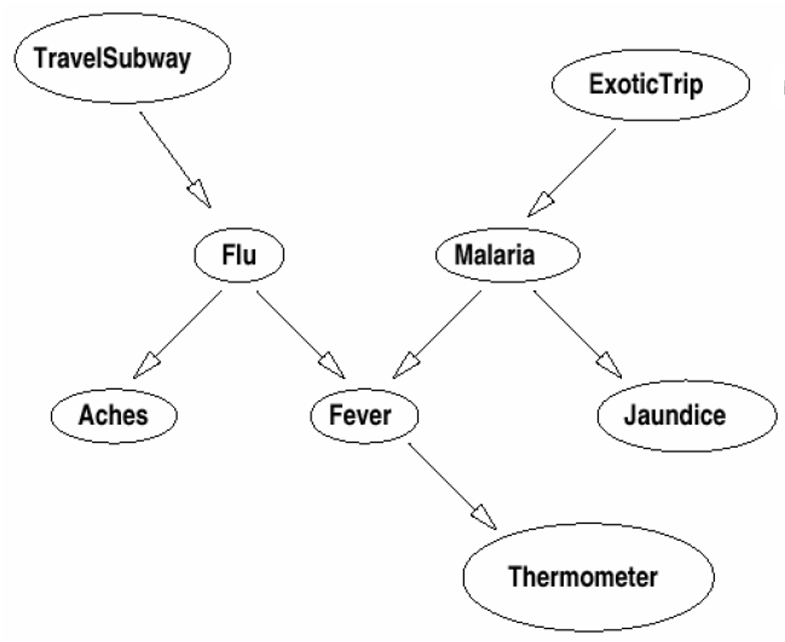 TravelSubway
ExoticTrip
Flu
Malaria
Aches
Fever
Jaundice
Thermometer